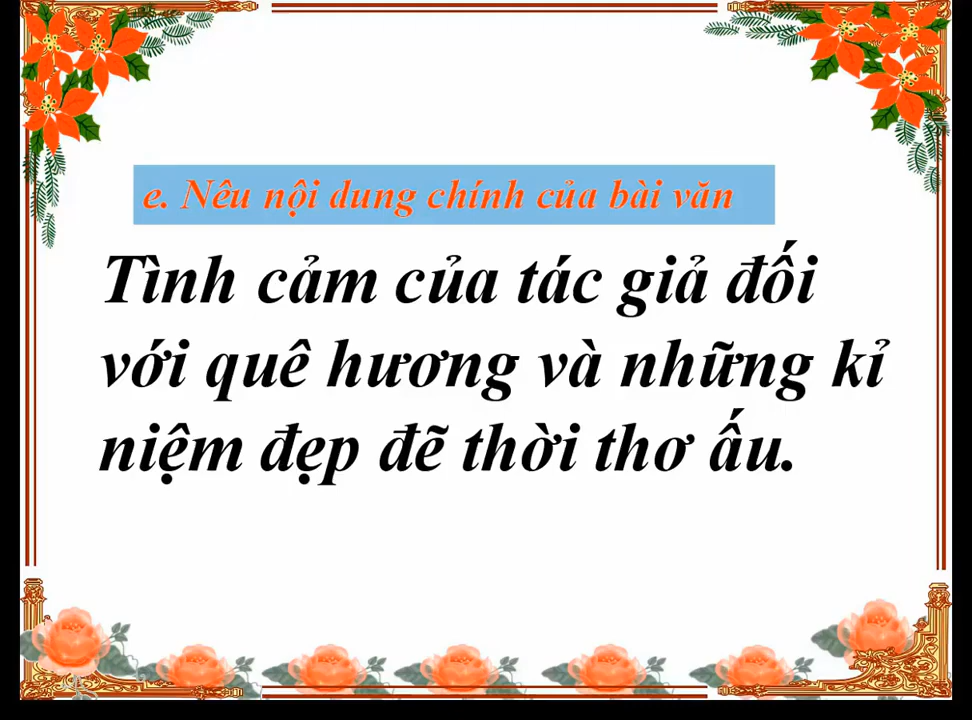 e. Nêu nội dung chính của bài văn
Tình cảm của tác giả đối
với quê hương và những kỉ
niệm đẹp đẽ thời thơ ấu.